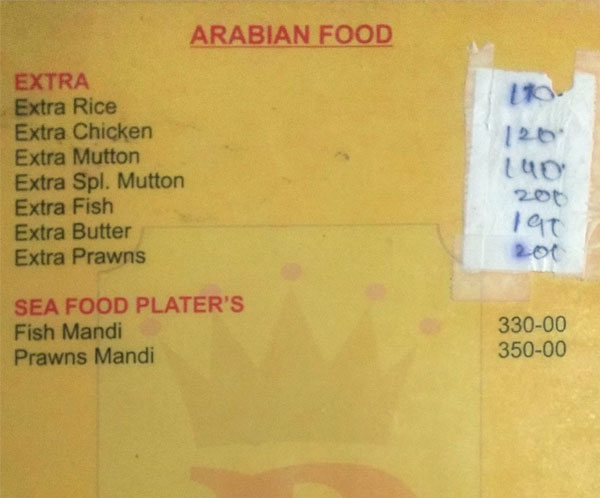 ARABIAN FOOD
EXTRA
Extra Rice
Extra Chicken 120
Extra Mutton 140
Extra Spl. Mutton 200
Extra Fish 190
Extra Butter
Extra Prawns 200
SEA FOOD PLATER'S
Fish Mandi 330-00
Prawns Mandi 350-00